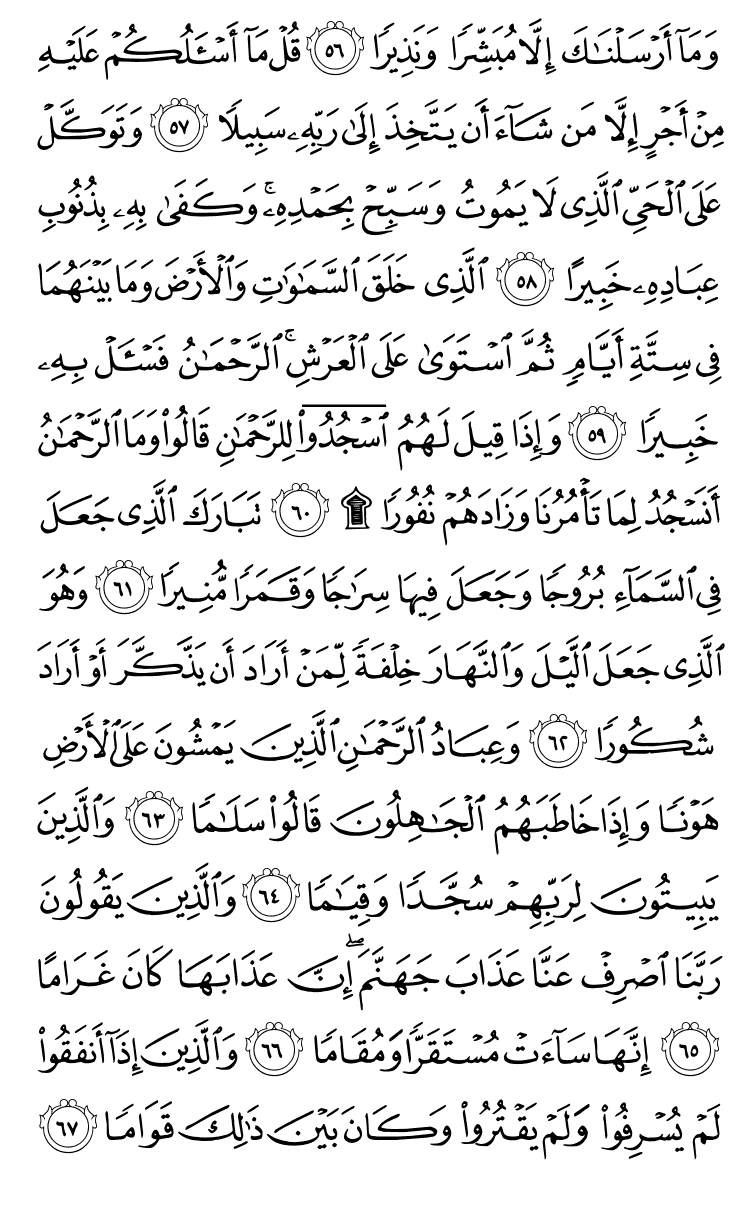 وَمَآ أَرۡسَلۡنَٰكَ إِلَّا مُبَشِّرٗا وَنَذِيرٗا ٥٦ قُلۡ مَآ أَسۡـَٔلُكُمۡ عَلَيۡهِ
مِنۡ أَجۡرٍ إِلَّا مَن شَآءَ أَن يَتَّخِذَ إِلَىٰ رَبِّهِۦ سَبِيلٗا ٥٧ وَتَوَكَّلۡ
عَلَى ٱلۡحَيِّ ٱلَّذِي لَا يَمُوتُ وَسَبِّحۡ بِحَمۡدِهِۦۚ وَكَفَىٰ بِهِۦ بِذُنُوبِ
عِبَادِهِۦ خَبِيرًا ٥٨ ٱلَّذِي خَلَقَ ٱلسَّمَٰوَٰتِ وَٱلۡأَرۡضَ وَمَا بَيۡنَهُمَا
فِي سِتَّةِ أَيَّامٖ ثُمَّ ٱسۡتَوَىٰ عَلَى ٱلۡعَرۡشِۚ ٱلرَّحۡمَٰنُ فَسۡـَٔلۡ بِهِۦ
خَبِيرٗا ٥٩ وَإِذَا قِيلَ لَهُمُ ٱسۡجُدُواْ لِلرَّحۡمَٰنِ قَالُواْ وَمَا ٱلرَّحۡمَٰنُ
أَنَسۡجُدُ لِمَا تَأۡمُرُنَا وَزَادَهُمۡ نُفُورٗا ۩ ٦٠ تَبَارَكَ ٱلَّذِي جَعَلَ
فِي ٱلسَّمَآءِ بُرُوجٗا وَجَعَلَ فِيهَا سِرَٰجٗا وَقَمَرٗا مُّنِيرٗا ٦١ وَهُوَ
ٱلَّذِي جَعَلَ ٱلَّيۡلَ وَٱلنَّهَارَ خِلۡفَةٗ لِّمَنۡ أَرَادَ أَن يَذَّكَّرَ أَوۡ أَرَادَ
شُكُورٗا ٦٢ وَعِبَادُ ٱلرَّحۡمَٰنِ ٱلَّذِينَ يَمۡشُونَ عَلَى ٱلۡأَرۡضِ
هَوۡنٗا وَإِذَا خَاطَبَهُمُ ٱلۡجَٰهِلُونَ قَالُواْ سَلَٰمٗا ٦٣ وَٱلَّذِينَ
يَبِيتُونَ لِرَبِّهِمۡ سُجَّدٗا وَقِيَٰمٗا ٦٤ وَٱلَّذِينَ يَقُولُونَ
رَبَّنَا ٱصۡرِفۡ عَنَّا عَذَابَ جَهَنَّمَۖ إِنَّ عَذَابَهَا كَانَ غَرَامًا
٦٥ إِنَّهَا سَآءَتۡ مُسۡتَقَرّٗا وَمُقَامٗا ٦٦ وَٱلَّذِينَ إِذَآ أَنفَقُواْ
لَمۡ يُسۡرِفُواْ وَلَمۡ يَقۡتُرُواْ وَكَانَ بَيۡنَ ذَٰلِكَ قَوَامٗا ٦٧